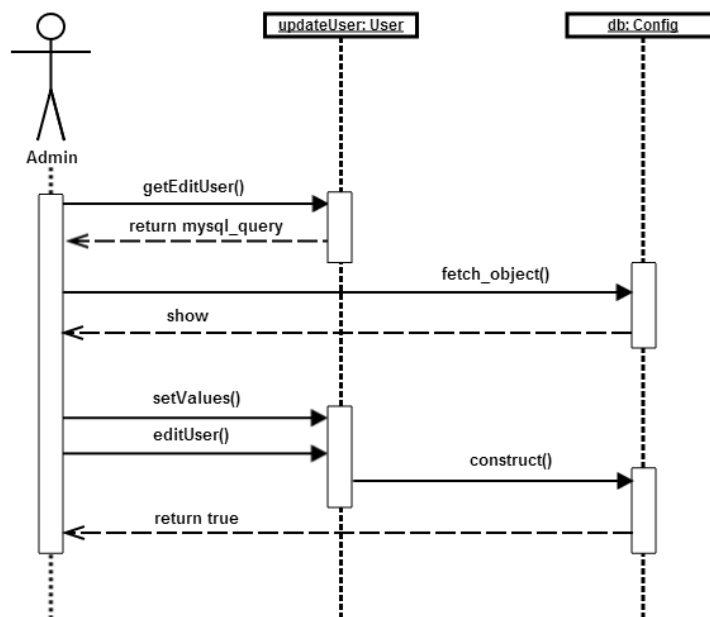 updateUser: User
db: Config
Admin
getEditUser()
return mysql_query
fetch_object()
show
setValues()
editUser()
construct()
return true